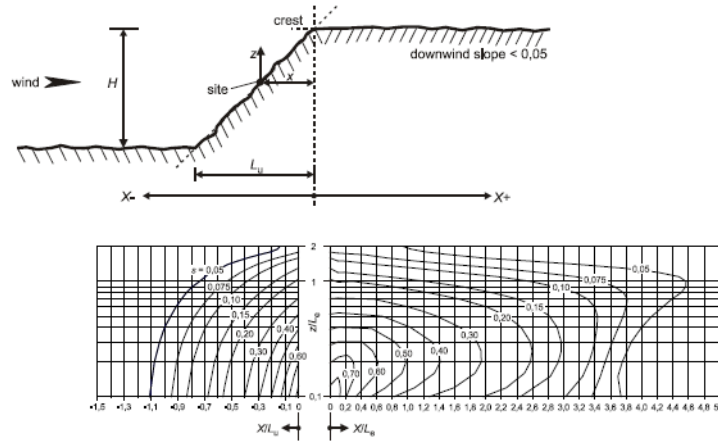 crest
downwind slope < 0,05
z
wind
H
x
site
Lu
X-
X+
2
s = 0,05
0,05
0,075
0,075
1
0,10
0,10
0,15
0,15
0,20
0,40
z/Le
0,20
0,30
0,30
0,60
0,40
0,50
0,60
0,70
0,1
-1,5 -1,3 -1,1 -0,9 -0,7 -0,5 -0,3 -0,1 0 0 0,2 0,4 0,6 0,8 1,0 1,2 1,4 1,6 1,8 2,0 2,2 2,4 2,6 2,8 3,0 3,2 3,4 3,6 3,8 4,0 4,2 4,4 4,6 4,8 5,0
X/Lu
X/Le